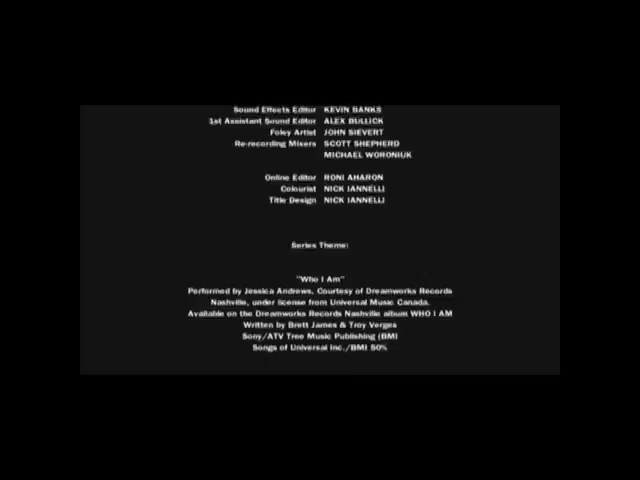 Sound Effects Editor KEVIN BANKS
1st Assistant Sound Editor ALEX BULLICK
Foley Artist JOHN SIEVERT
Re-recording Mixers SCOTT SHEPHERD
MICHAEL WORONIUK
Online Editor RONI AHARON
Colourist NICK IANNELLI
Title Design NICK IANNELLI
Series Theme:
"Who I Am"
Performed by Jessica Andrews, Courtesy of Dreamworks Records
Nashville, under license from Universal Music Canada.
Available on the Dreamworks Records Nashville album WHO I AM
Written by Brett James & Troy Verges
Sony/ATV Tree Music Publishing (BMI
Songs of Universal Inc./BMI 50%